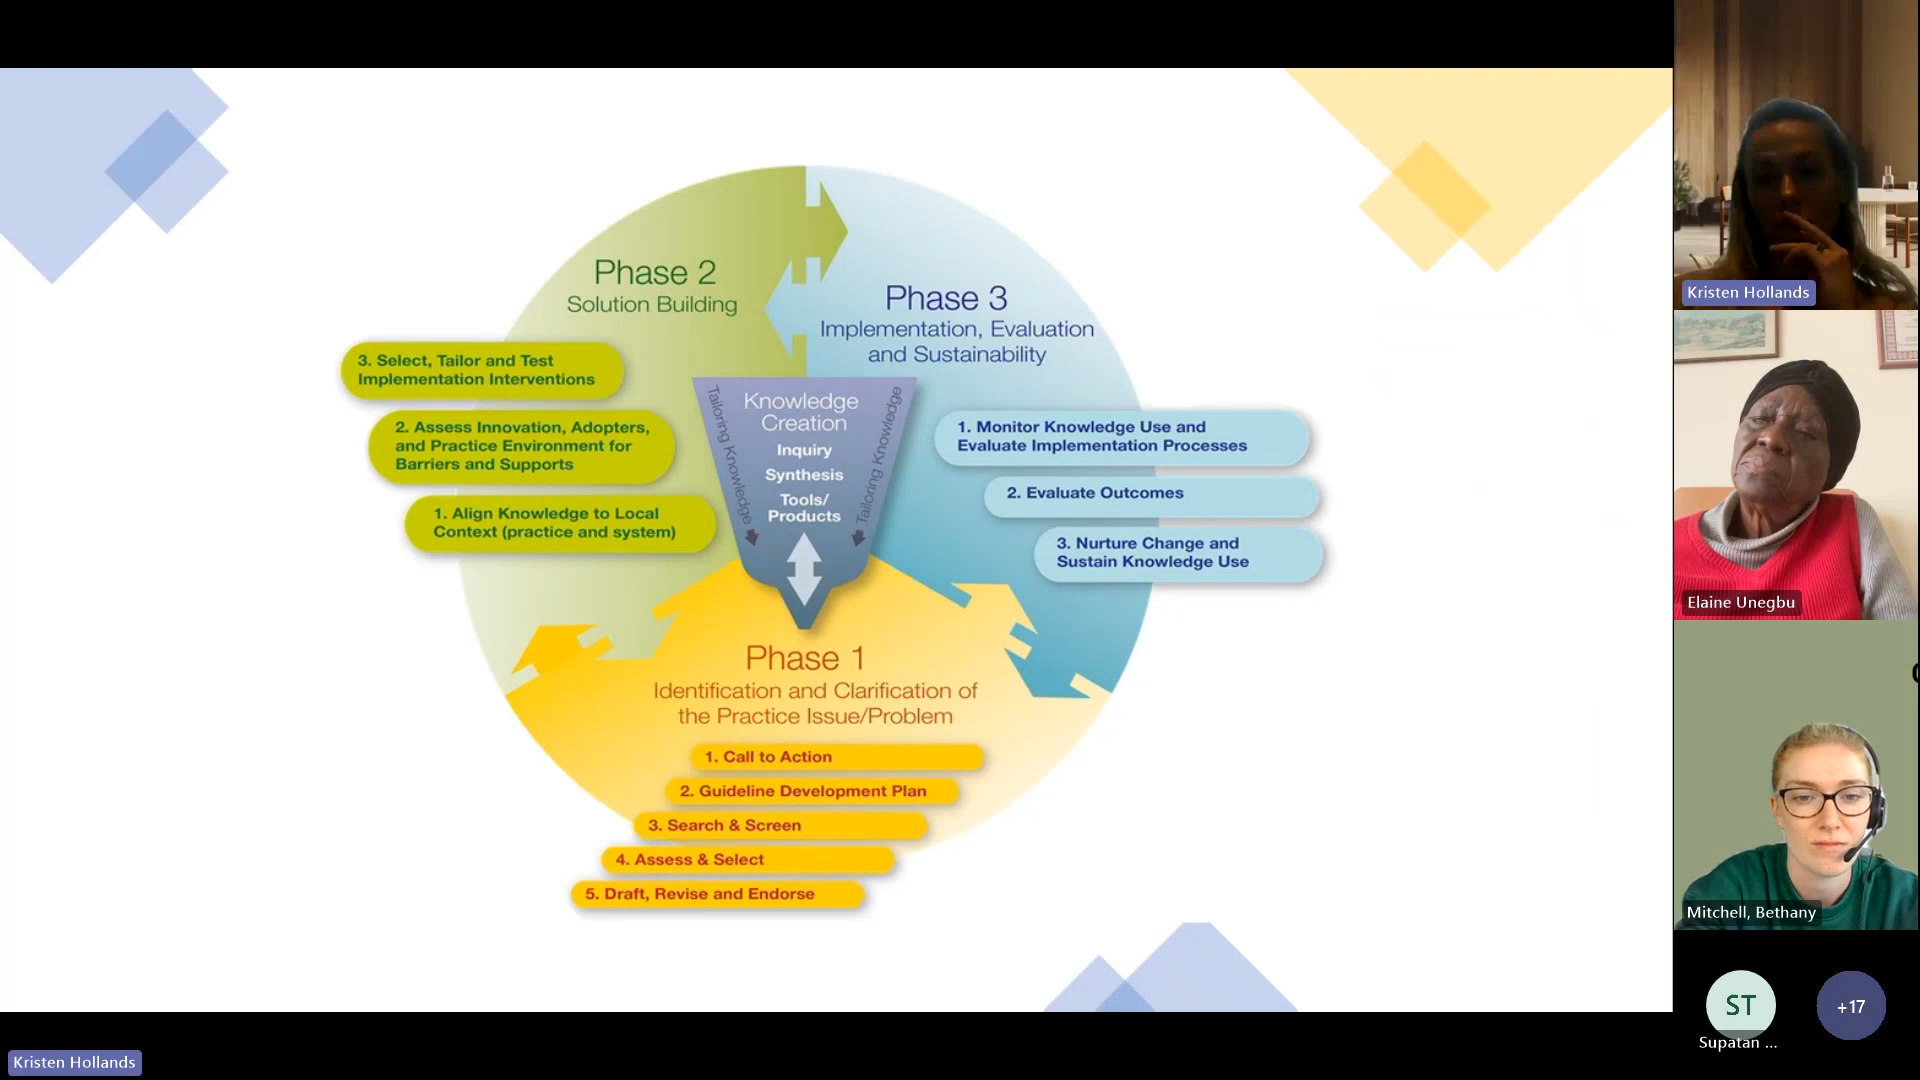 Phase 2
Solution Building
3. Select, Tailor and Test
Implementation Interventions
2. Assess Innovation, Adopters,
and Practice Environment for
Barriers and Supports
1. Align Knowledge to Local
Context (practice and system)
Phase 3
Implementation, Evaluation
and Sustainability
1. Monitor Knowledge Use and
Evaluate Implementation Processes
2. Evaluate Outcomes
3. Nurture Change and
Sustain Knowledge Use
Tailoring Knowledge
Knowledge
Creation
Inquiry
Synthesis
Tools/
Products
Tailoring Knowledge
Phase 1
Identification and Clarification of
the Practice Issue/Problem
1. Call to Action
2. Guideline Development Plan
3. Search & Screen
4. Assess & Select
5. Draft, Revise and Endorse
Kristen Hollands
Elaine Unegbu
Mitchell, Bethany
ST
Supatan ...
+17
Kristen Hollands